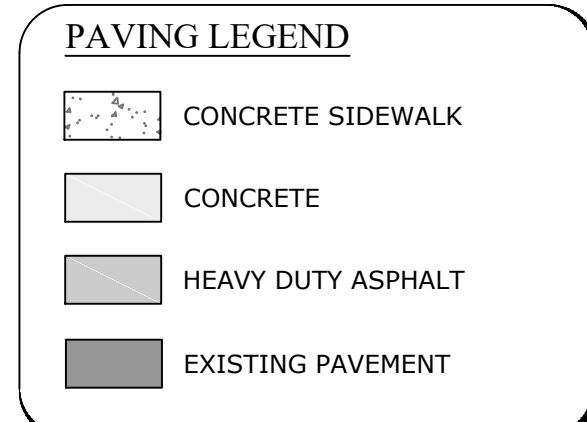 PAVING LEGEND
CONCRETE SIDEWALK
CONCRETE
HEAVY DUTY ASPHALT
EXISTING PAVEMENT